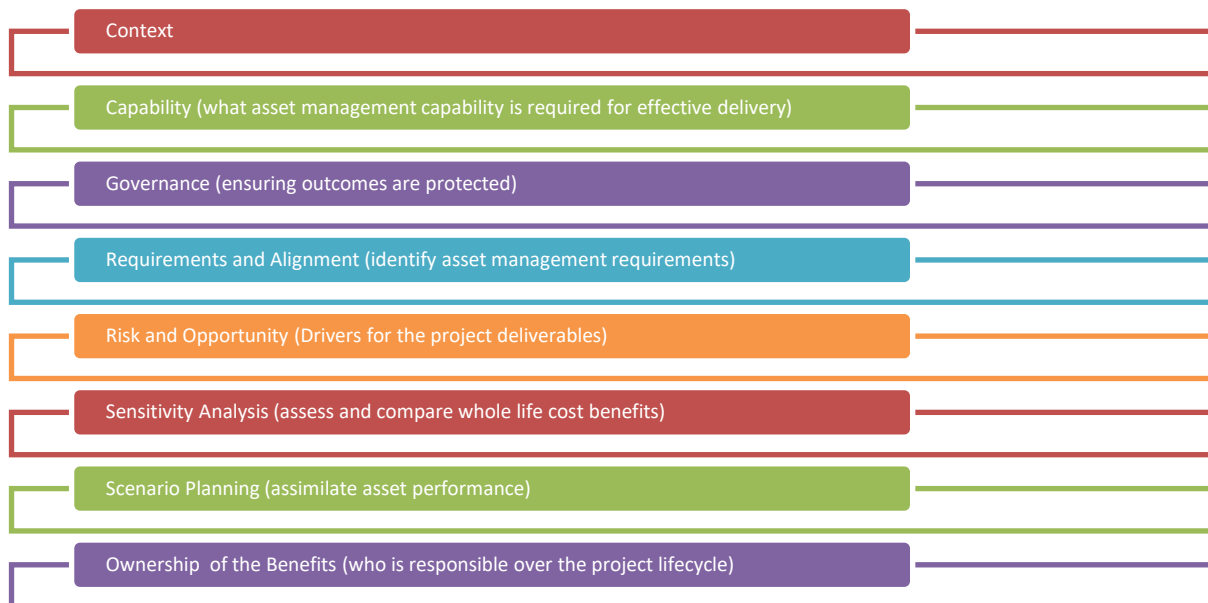 Context
Capability (what asset management capability is required for effective delivery)
Governance (ensuring outcomes are protected)
Requirements and Alignment (identify asset management requirements)
Risk and Opportunity (Drivers for the project deliverables)
Sensitivity Analysis (assess and compare whole life cost benefits)
Scenario Planning (assimilate asset performance)
Ownership  of the Benefits (who is responsible over the project lifecycle)